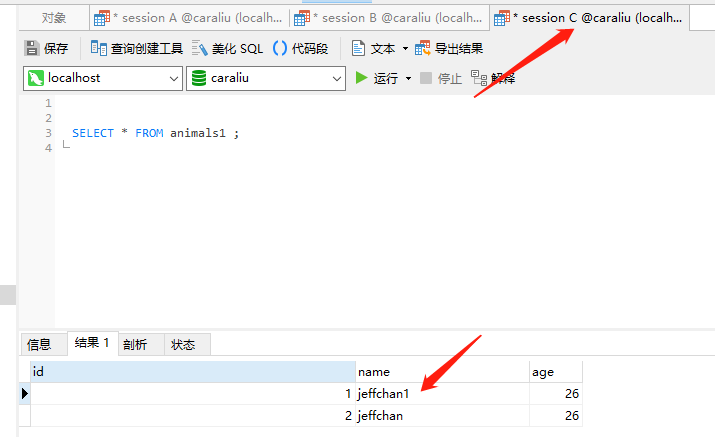 对象 * session A @caraliu (localh... * session B @caraliu (localh... * session C @caraliu (localh...
保存 查询创建工具 美化 SQL 代码段 文本 导出结果
localhost caraliu 运行 停止 解释
1
2
3 SELECT * FROM animals1 ;
4
信息 结果 1 剖析 状态
id name age
1 jeffchan1 26
2 jeffchan 26